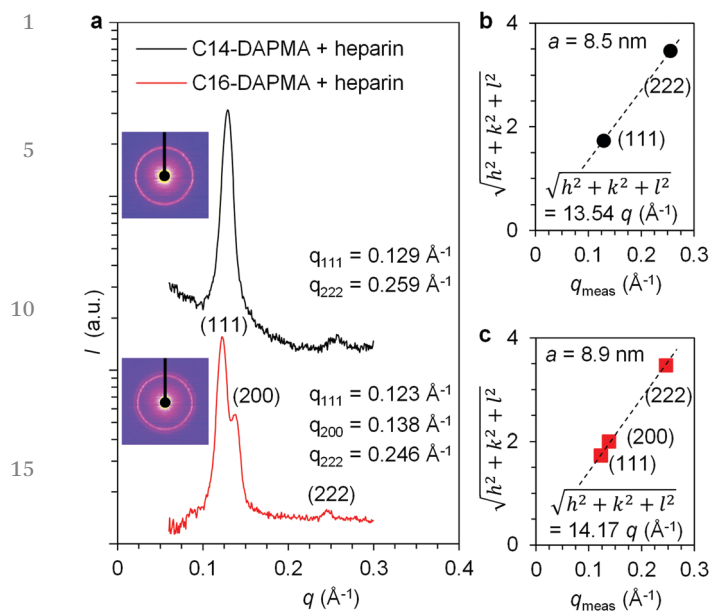 1
5
10
15
a
C14-DAPMA + heparin
C16-DAPMA + heparin
q₁₁₁ = 0.129 Å⁻¹
q₂₂₂ = 0.259 Å⁻¹
(111)
(200)
q₁₁₁ = 0.123 Å⁻¹
q₂₀₀ = 0.138 Å⁻¹
q₂₂₂ = 0.246 Å⁻¹
(222)
I (a.u.)
0 0.1 0.2 0.3 0.4
q (Å⁻¹)
b
4
2
0
√h² + k² + l²
a = 8.5 nm
(222)
(111)
√h² + k² + l²
= 13.54 q (Å⁻¹)
0 0.1 0.2 0.3
qmeas (Å⁻¹)
c
4
2
0
√h² + k² + l²
a = 8.9 nm
(222)
(200)
(111)
√h² + k² + l²
= 14.17 q (Å⁻¹)
0 0.1 0.2 0.3
qmeas (Å⁻¹)